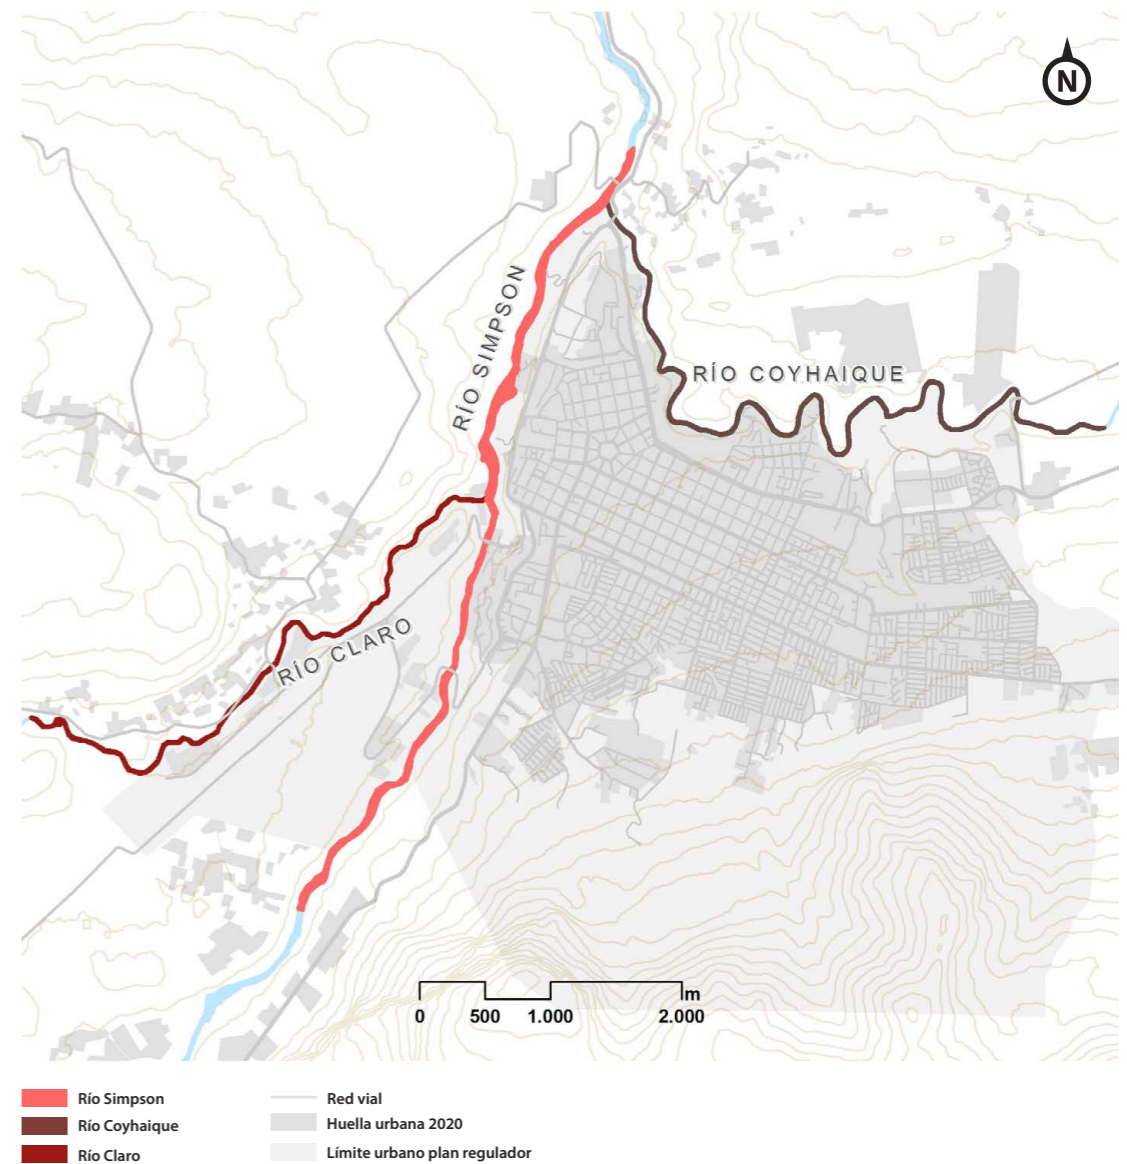 N
RÍO SIMPSON
RÍO COYHAIQUE
RÍO CLARO
m
0 500 1.000 2.000
Río Simpson
Río Coyhaique
Río Claro
Red vial
Huella urbana 2020
Límite urbano plan regulador